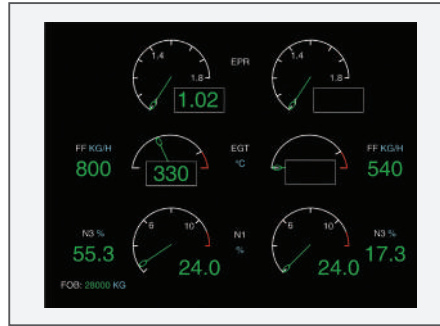 1.4 EPR 1.4
1.8 1.8
1.02
FF KG/H EGT FF KG/H
800 330 °C 540
6 10 6 10
N3 % N1 N3 %
55.3 24.0 % 24.0 17.3
FOB: 28000 KG